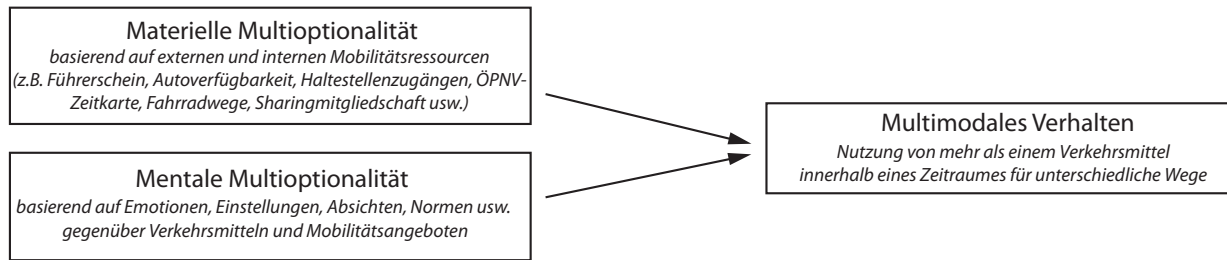 Materielle Multioptionalität
basierend auf externen und internen Mobilitätsressourcen
(z.B. Führerschein, Autoverfügbarkeit, Haltestellenzugängen, ÖPNV-
Zeitkarte, Fahrradwege, Sharingmitgliedschaft usw.)
Mentale Multioptionalität
basierend auf Emotionen, Einstellungen, Absichten, Normen usw.
gegenüber Verkehrsmitteln und Mobilitätsangeboten
Multimodales Verhalten
Nutzung von mehr als einem Verkehrsmittel
innerhalb eines Zeitraumes für unterschiedliche Wege